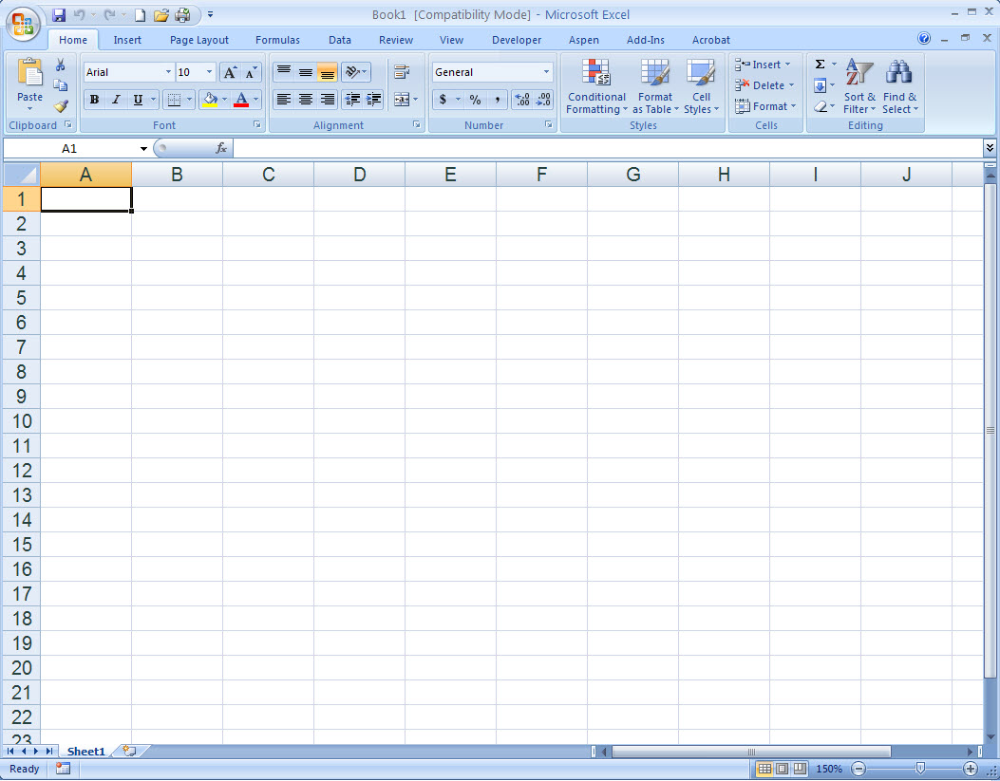 Book1 [Compatibility Mode] - Microsoft Excel
Home Insert Page Layout Formulas Data Review View Developer Aspen Add-Ins Acrobat
Paste
Arial 10
B I U
General
$ % ,
Conditional Formatting
Format as Table
Cell Styles
Insert
Delete
Format
Σ
Sort & Filter
Find & Select
Clipboard Font Alignment Number Styles Cells Editing
A1 fx
A B C D E F G H I J
1
2
3
4
5
6
7
8
9
10
11
12
13
14
15
16
17
18
19
20
21
22
23
Sheet1
Ready 150%